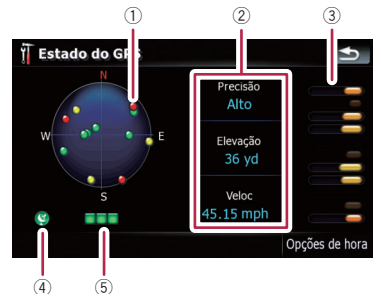 ① ② ③
Estado do GPS
N
W E
S
Precisão
Alto
Elevação
36 yd
Veloc
45.15 mph
Opções de hora
④ ⑤